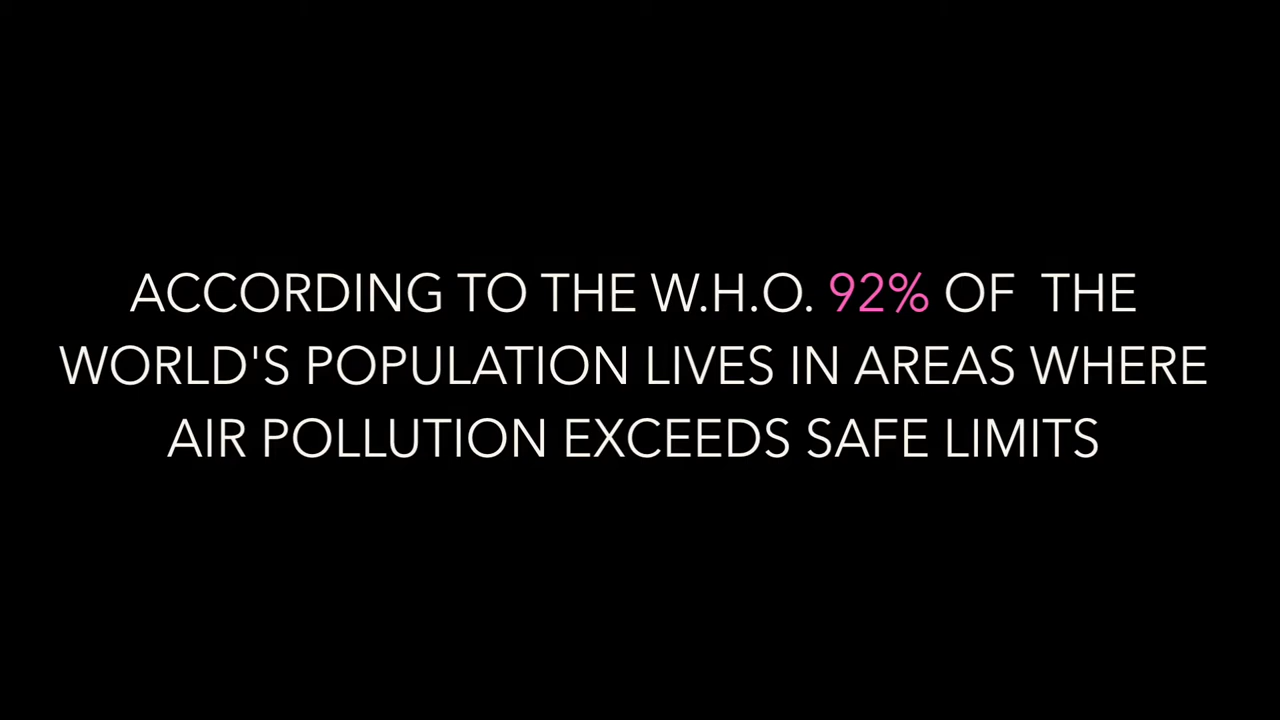 ACCORDING TO THE W.H.O. 92% OF THE
WORLD'S POPULATION LIVES IN AREAS WHERE
AIR POLLUTION EXCEEDS SAFE LIMITS